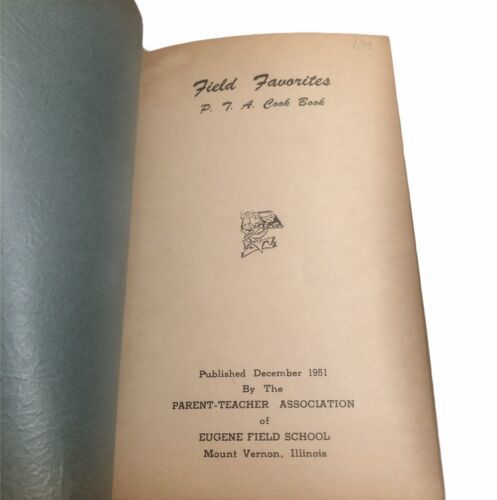 Field Favorites
P. T. A. Cook Book
Published December 1951
By The
PARENT-TEACHER ASSOCIATION
of
EUGENE FIELD SCHOOL
Mount Vernon, Illinois